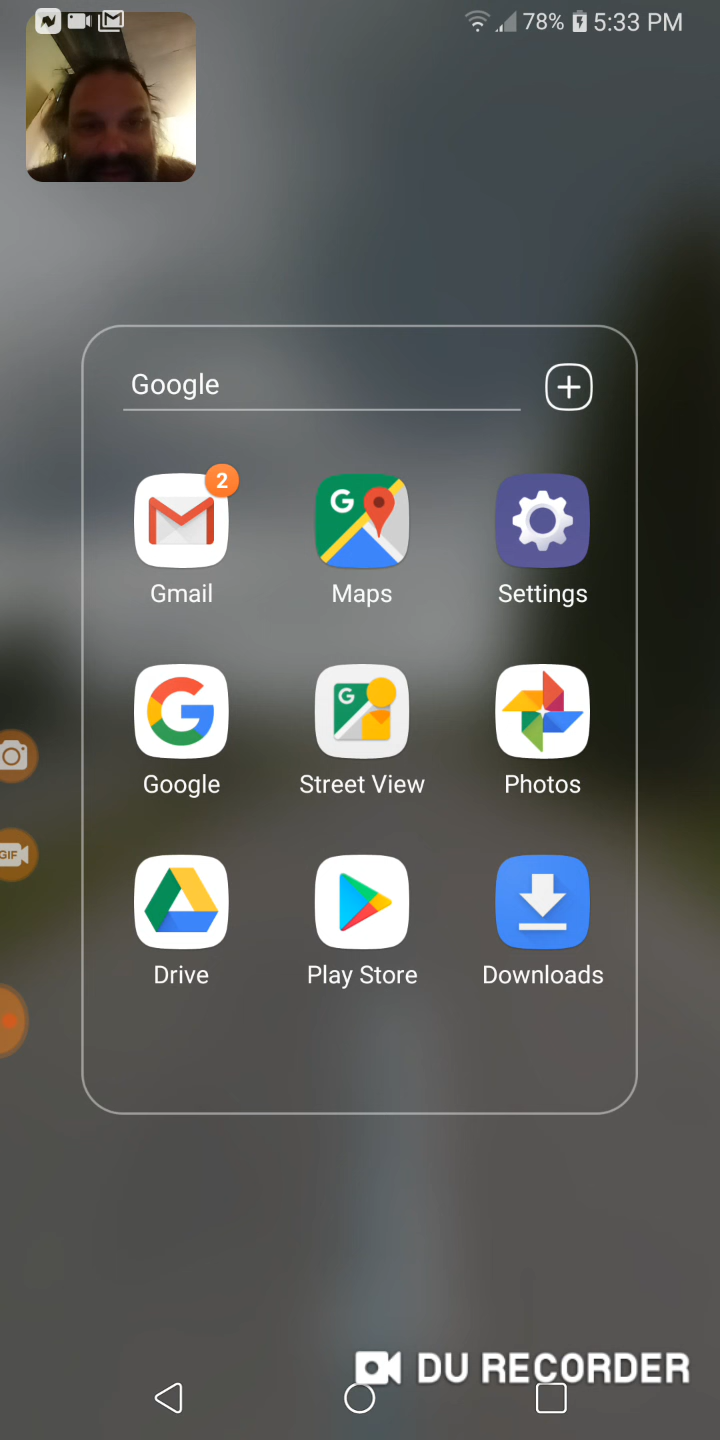 78% 5:33 PM
Google
2
Gmail Maps Settings
Google Street View Photos
Drive Play Store Downloads
GIF
DU RECORDER